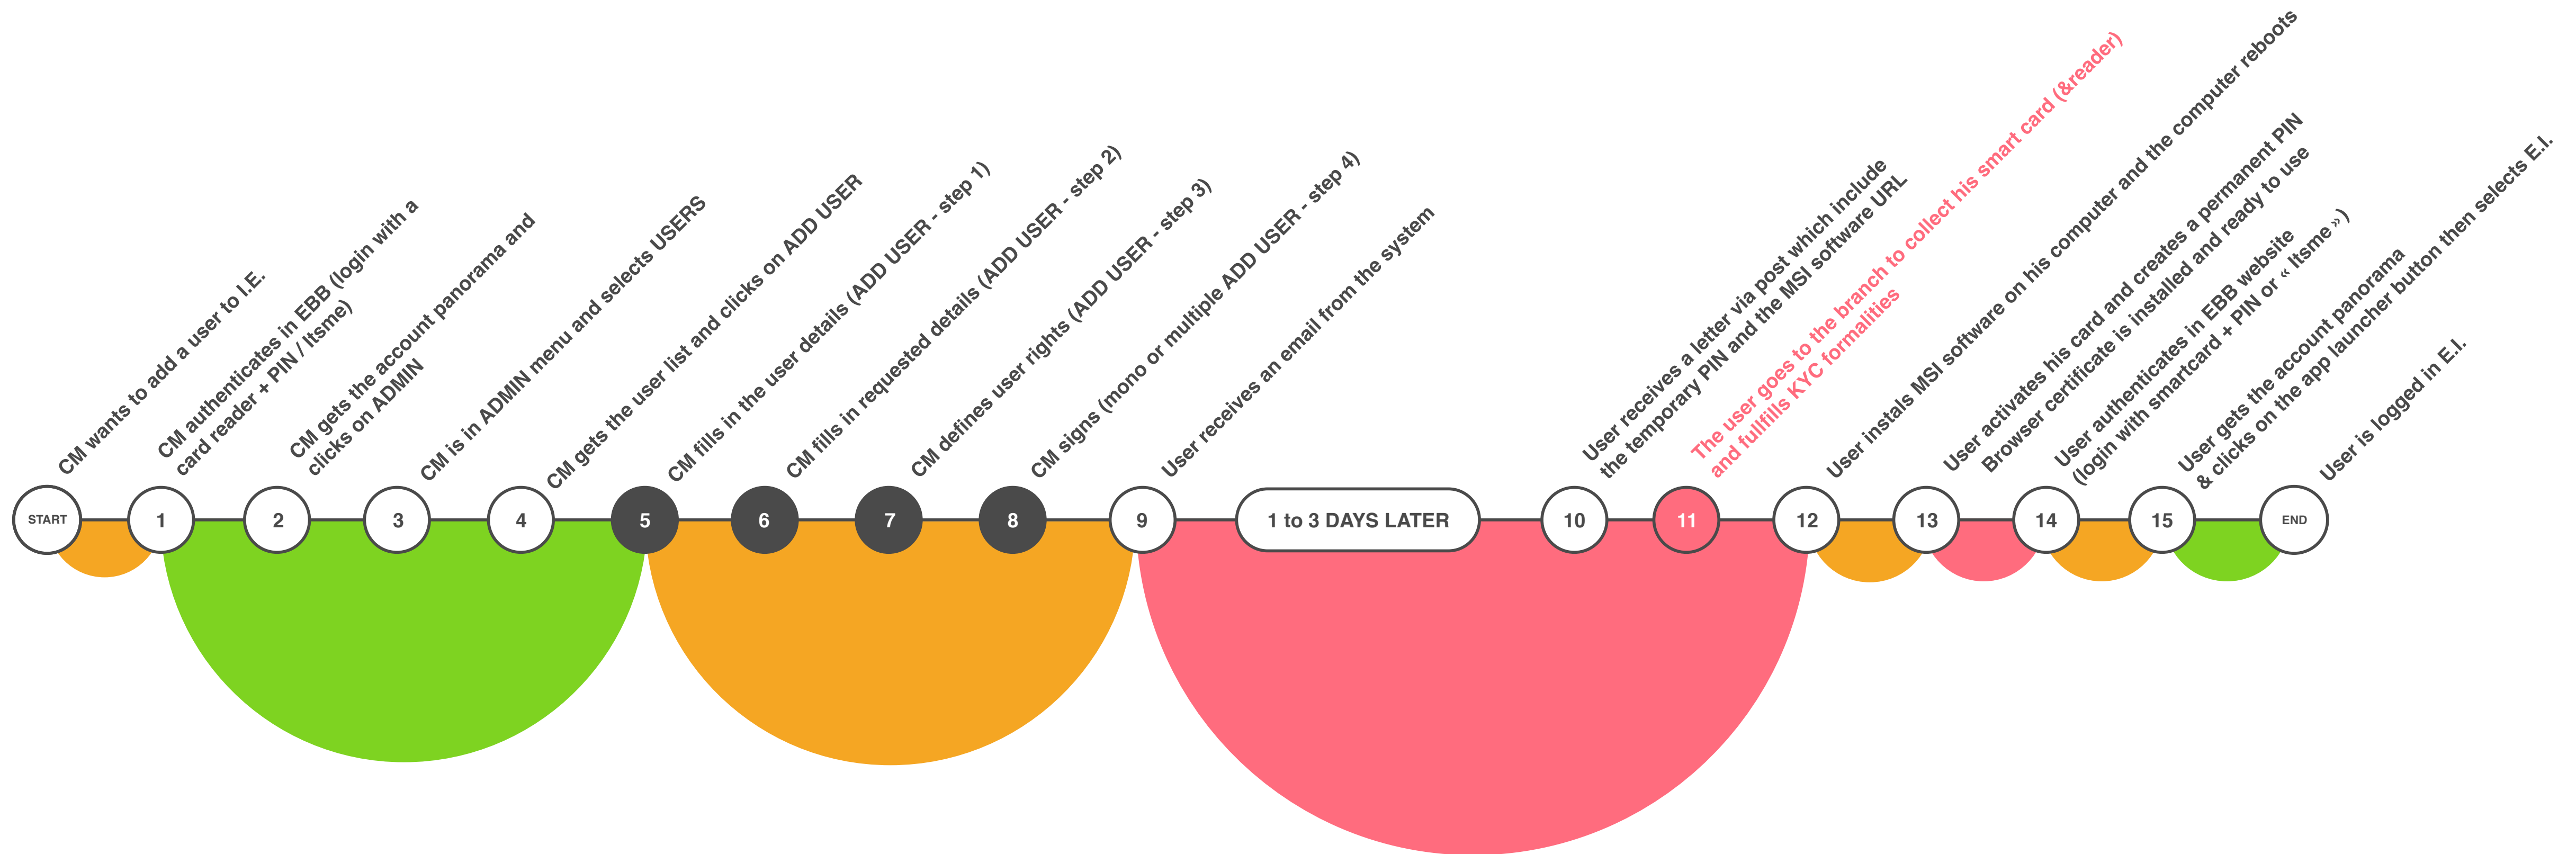 CM wants to add a user to I.E.
CM authenticates in EBB (login with a
card reader + PIN / Itsme)
CM gets the account panorama and
clicks on ADMIN
CM is in ADMIN menu and selects USERS
CM gets the user list and clicks on ADD USER
CM fills in the user details (ADD USER - step 1)
CM fills in requested details (ADD USER - step 2)
CM defines user rights (ADD USER - step 3)
CM signs (mono or multiple ADD USER - step 4)
User receives an email from the system
User receives a letter via post which include
the temporary PIN and the MSI software URL
The user goes to the branch to collect his smart card (&reader)
and fullfills KYC formalities
User instals MSI software on his computer and the computer reboots
User activates his card and creates a permanent PIN
Browser certificate is installed and ready to use
User authenticates in EBB website
(login with smartcard + PIN or « Itsme »)
User gets the account panorama
& clicks on the app launcher button then selects E.I.
User is logged in E.I.
START
1
2
3
4
5
6
7
8
9
1 to 3 DAYS LATER
10
11
12
13
14
15
END